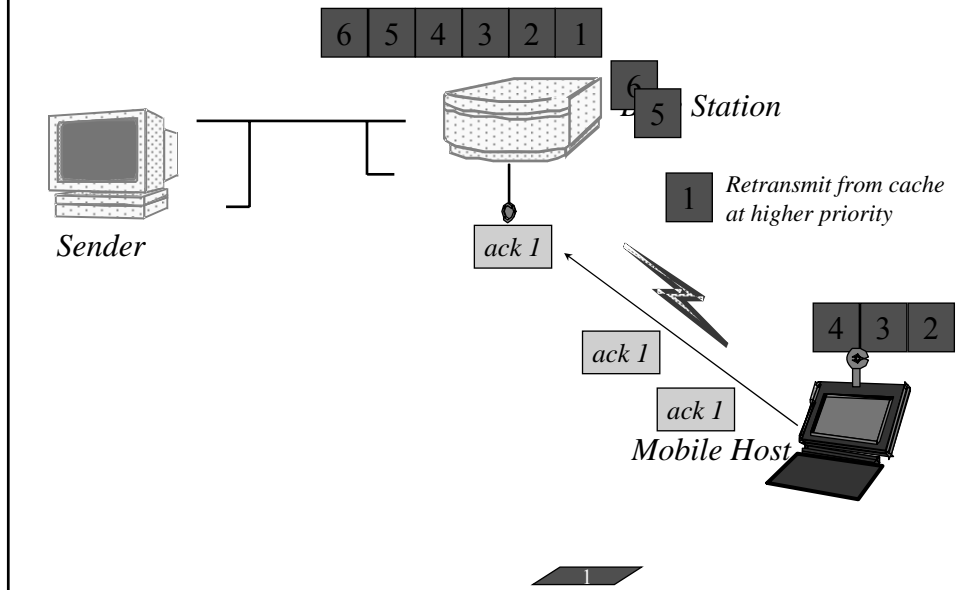 6 5 4 3 2 1
6
5
Station
1
Retransmit from cache
at higher priority
Sender
ack 1
4 3 2
ack 1
ack 1
Mobile Host
1